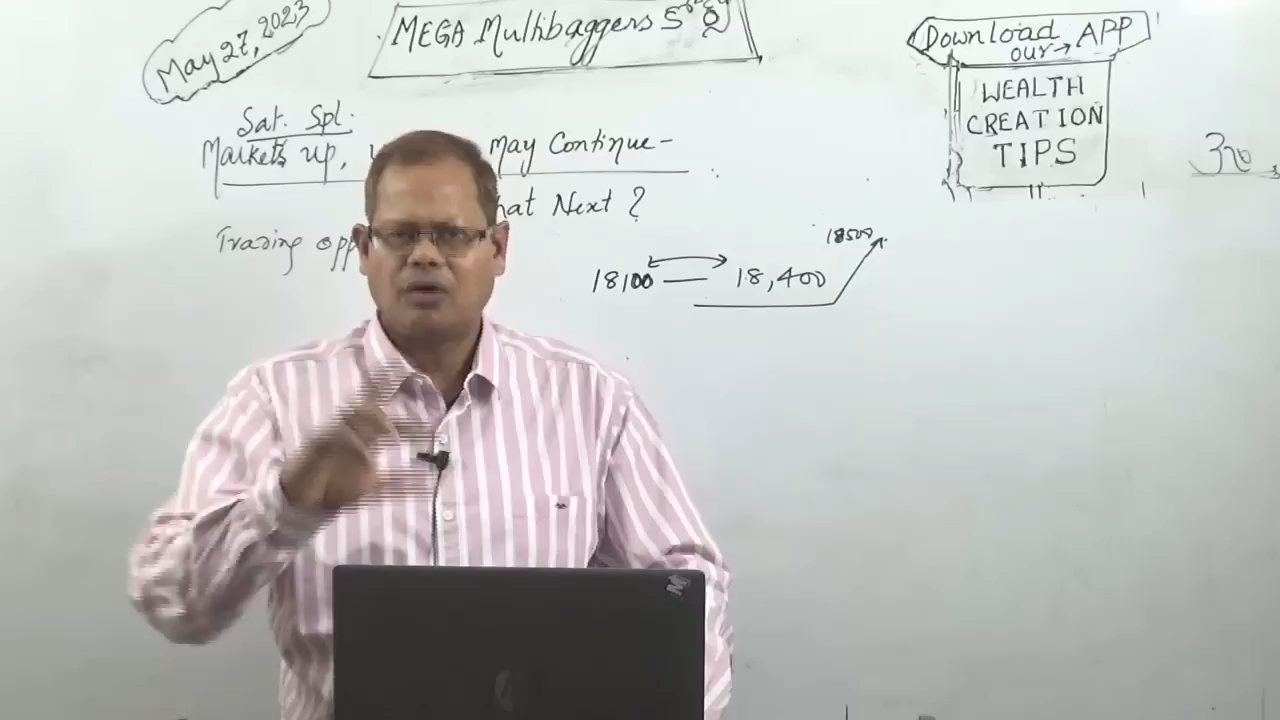 May 27, 2023
MEGA Multibaggers
Sat. Spl.
Markets up, May Continue -
hat Next ?
Trading opp
18100 — 18,400
18500
Download
our → APP
WEALTH
CREATION
TIPS